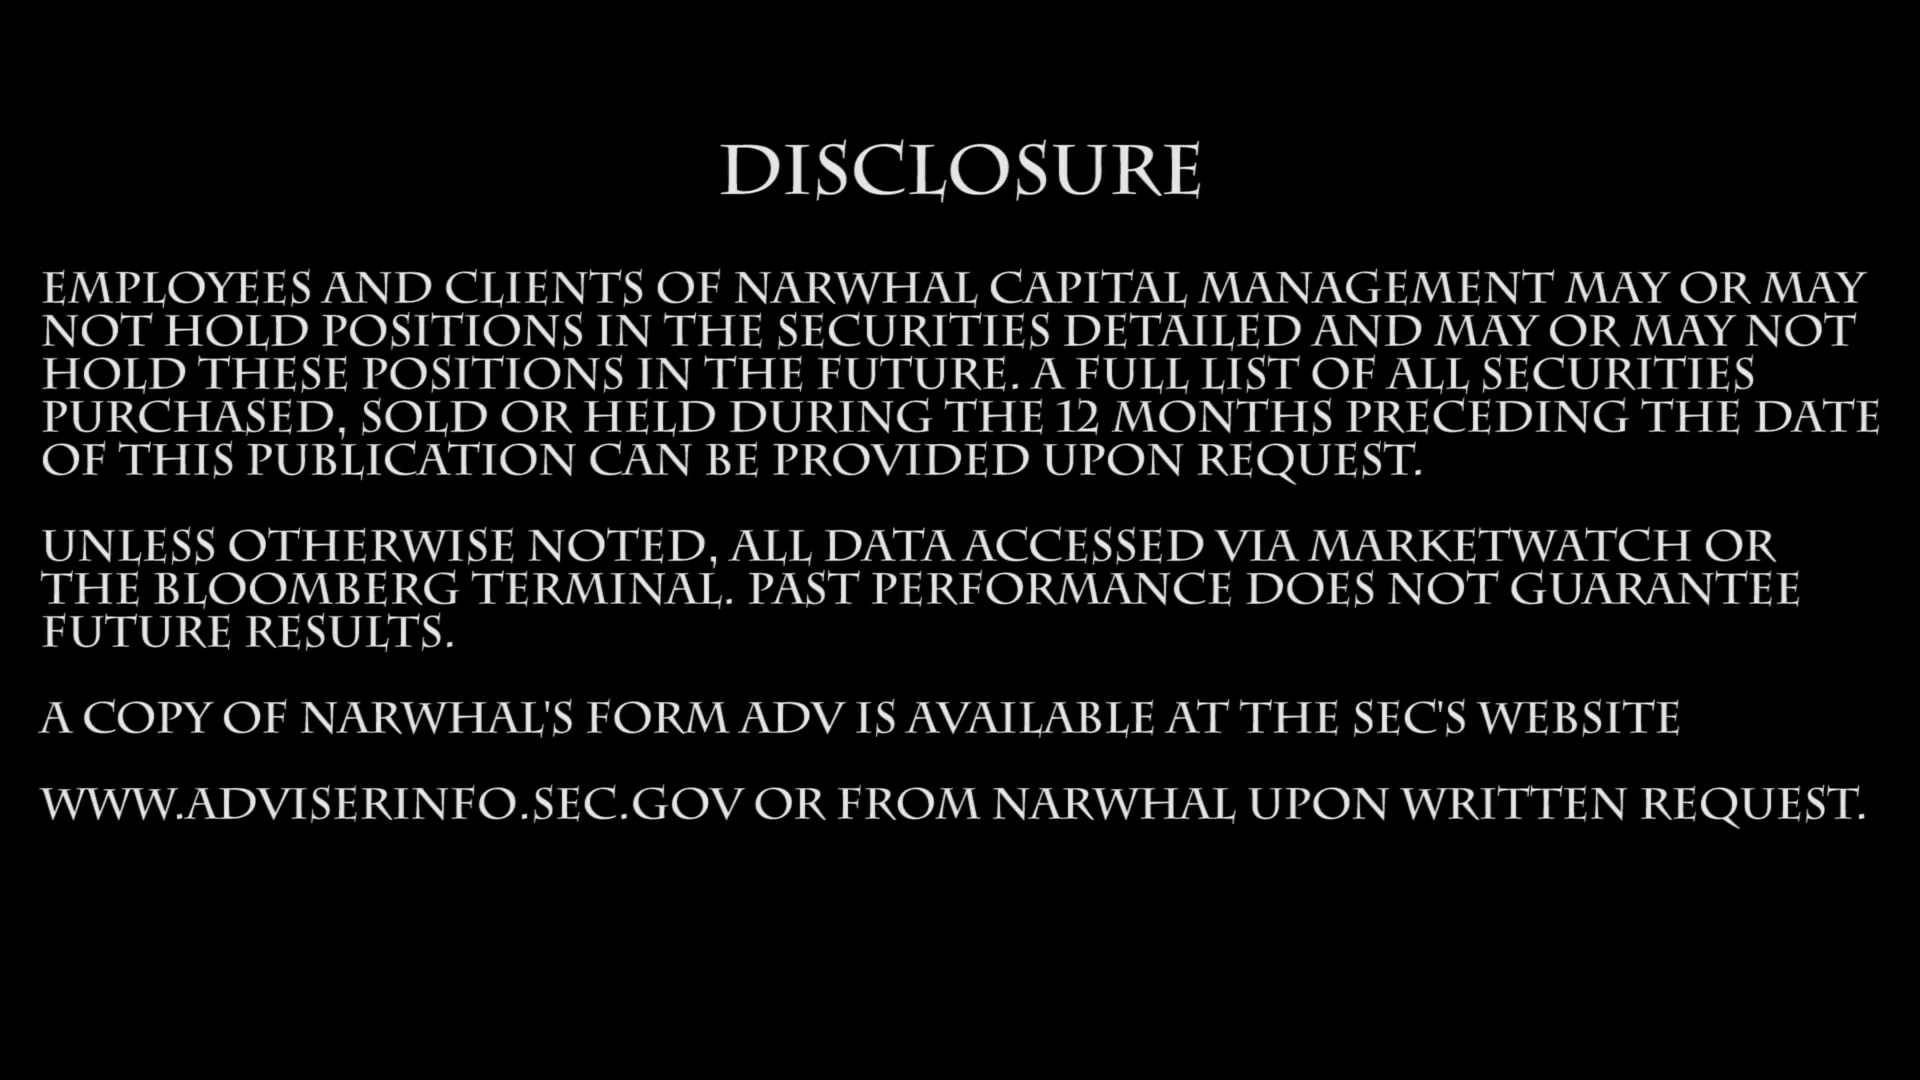 DISCLOSURE
EMPLOYEES AND CLIENTS OF NARWHAL CAPITAL MANAGEMENT MAY OR MAY
NOT HOLD POSITIONS IN THE SECURITIES DETAILED AND MAY OR MAY NOT
HOLD THESE POSITIONS IN THE FUTURE. A FULL LIST OF ALL SECURITIES
PURCHASED, SOLD OR HELD DURING THE 12 MONTHS PRECEDING THE DATE
OF THIS PUBLICATION CAN BE PROVIDED UPON REQUEST.
UNLESS OTHERWISE NOTED, ALL DATA ACCESSED VIA MARKETWATCH OR
THE BLOOMBERG TERMINAL. PAST PERFORMANCE DOES NOT GUARANTEE
FUTURE RESULTS.
A COPY OF NARWHAL'S FORM ADV IS AVAILABLE AT THE SEC'S WEBSITE
WWW.ADVISERINFO.SEC.GOV OR FROM NARWHAL UPON WRITTEN REQUEST.